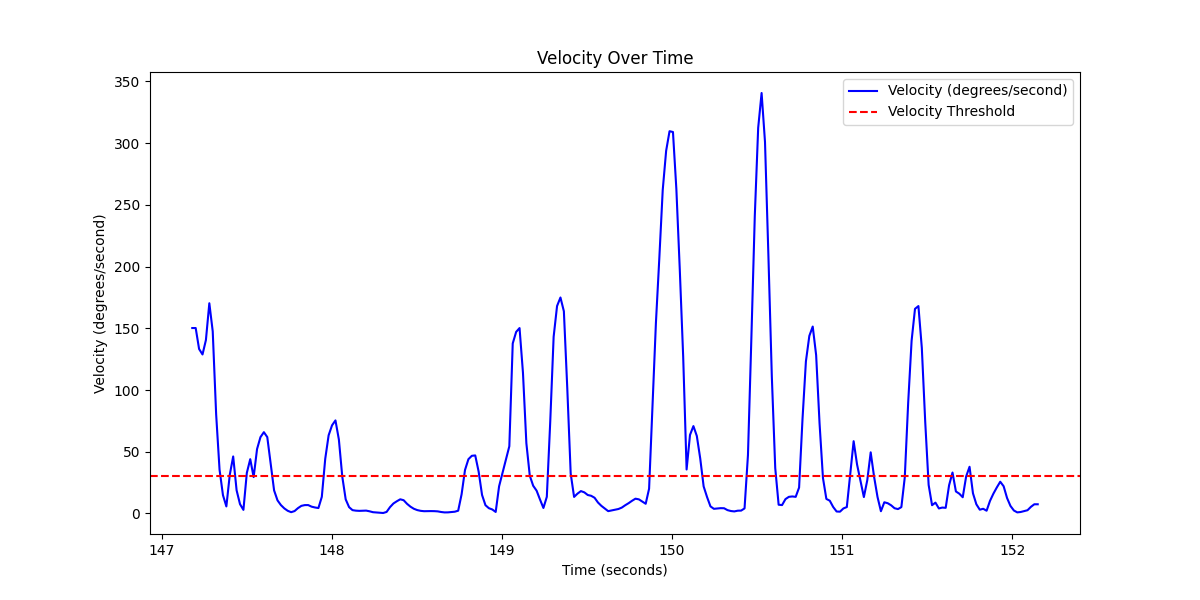 Velocity Over Time
Velocity (degrees/second)
Velocity Threshold
350
300
250
200
150
100
50
0
Velocity (degrees/second)
147
148
149
150
151
152
Time (seconds)